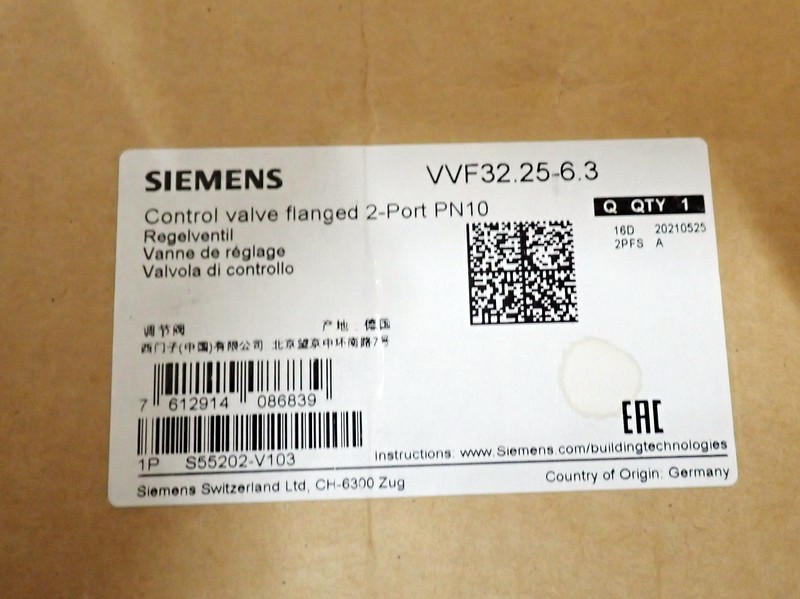 SIEMENS
VVF32.25-6.3
Control valve flanged 2-Port PN10
Regelventil
Vanne de réglage
Valvola di controllo
Q QTY 1
16D 20210525
2PFS A
调节阀 产地: 德国
西门子(中国)有限公司 北京望京中环南路7号
7 612914 086839
1P S55202-V103
EAC
Instructions: www.Siemens.com/buildingtechnologies
Siemens Switzerland Ltd, CH-6300 Zug
Country of Origin: Germany